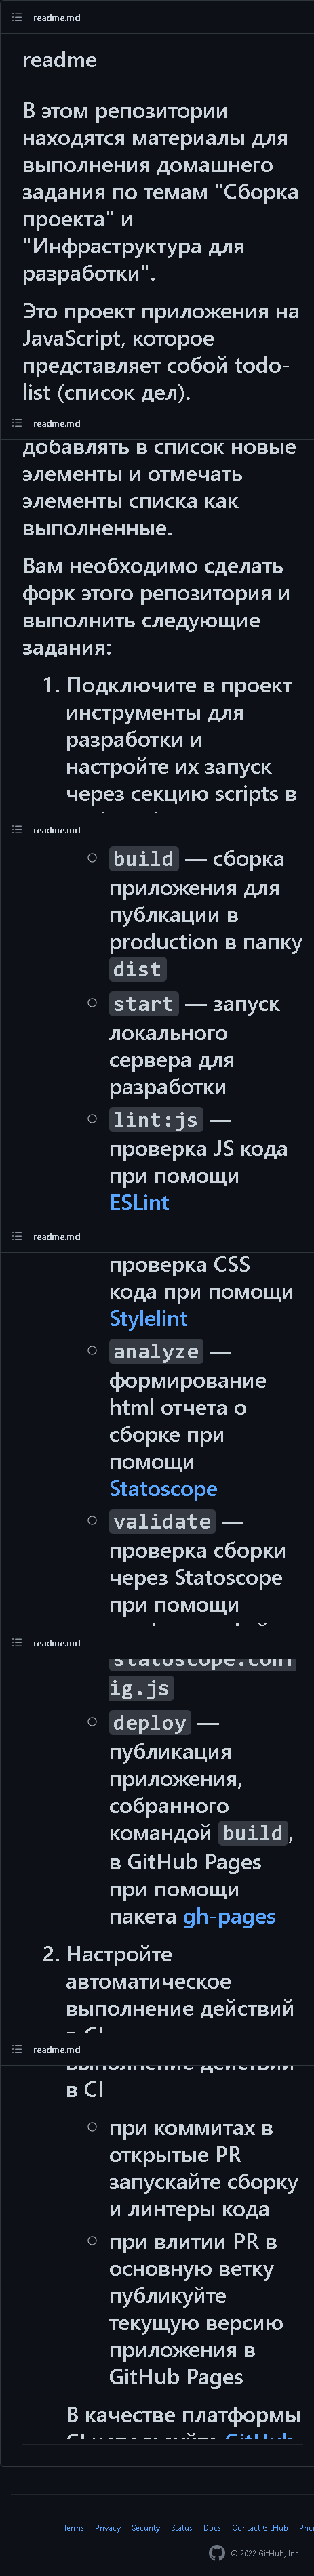 readme.md
readme
В этом репозитории
находятся материалы для
выполнения домашнего
задания по темам "Сборка
проекта" и
"Инфраструктура для
разработки".
Это проект приложения на
JavaScript, которое
представляет собой todo-
list (список дел).
readme.md
добавлять в список новые
элементы и отмечать
элементы списка как
выполненные.
Вам необходимо сделать
форк этого репозитория и
выполнить следующие
задания:
1. Подключите в проект
инструменты для
разработки и
настройте их запуск
через секцию scripts в
readme.md
build — сборка
приложения для
публкации в
production в папку
dist
start — запуск
локального
сервера для
разработки
lint:js —
проверка JS кода
при помощи
ESLint
readme.md
проверка CSS
кода при помощи
Stylelint
analyze —
формирование
html отчета о
сборке при
помощи
Statoscope
validate —
проверка сборки
через Statoscope
при помощи
readme.md
statoscope.conf
ig.js
deploy —
публикация
приложения,
собранного
командой build,
в GitHub Pages
при помощи
пакета gh-pages
2. Настройте
автоматическое
выполнение действий
в CI
readme.md
выполнение действий
в CI
при коммитах в
открытые PR
запускайте сборку
и линтеры кода
при влитии PR в
основную ветку
публикуйте
текущую версию
приложения в
GitHub Pages
В качестве платформы
CI используйте GitHub
Terms Privacy Security Status Docs Contact GitHub
© 2022 GitHub, Inc.